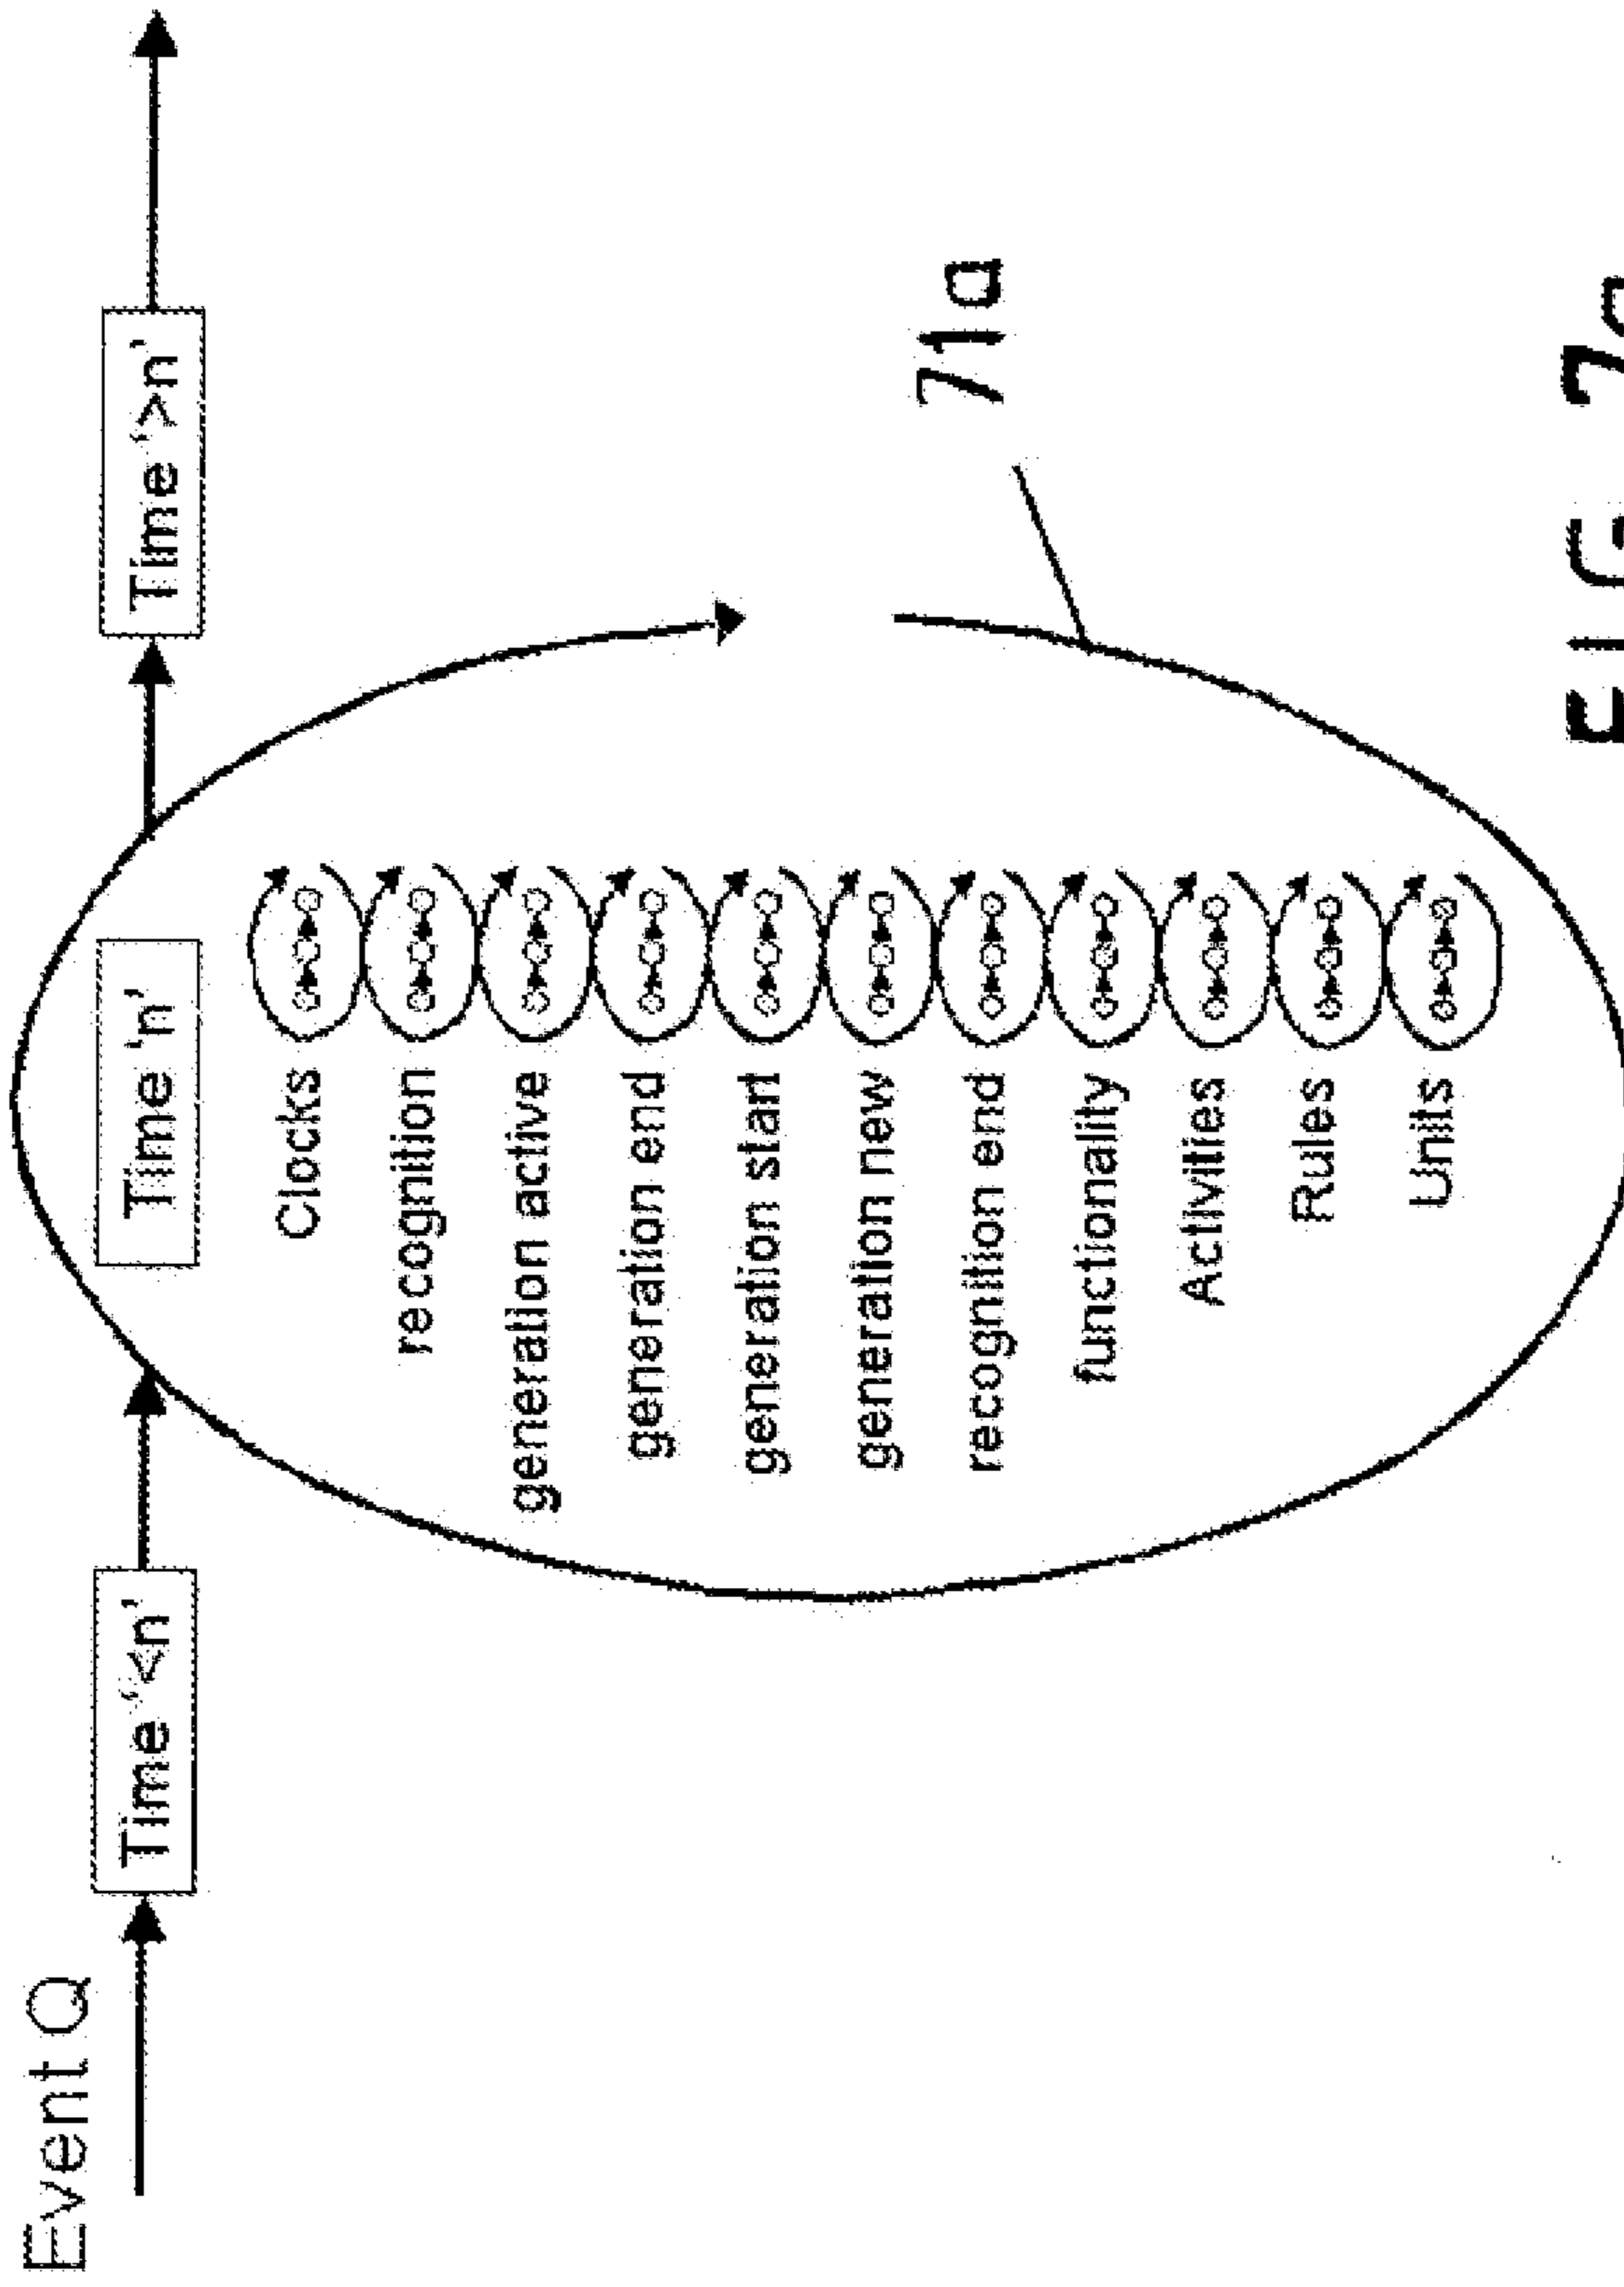 Event Q
Time '<n'
Time 'n'
Time '>n'
Clocks
recognition
generation active
generation end
generation start
generation new
recognition end
functionality
Activities
Rules
Units
71a
FIG.